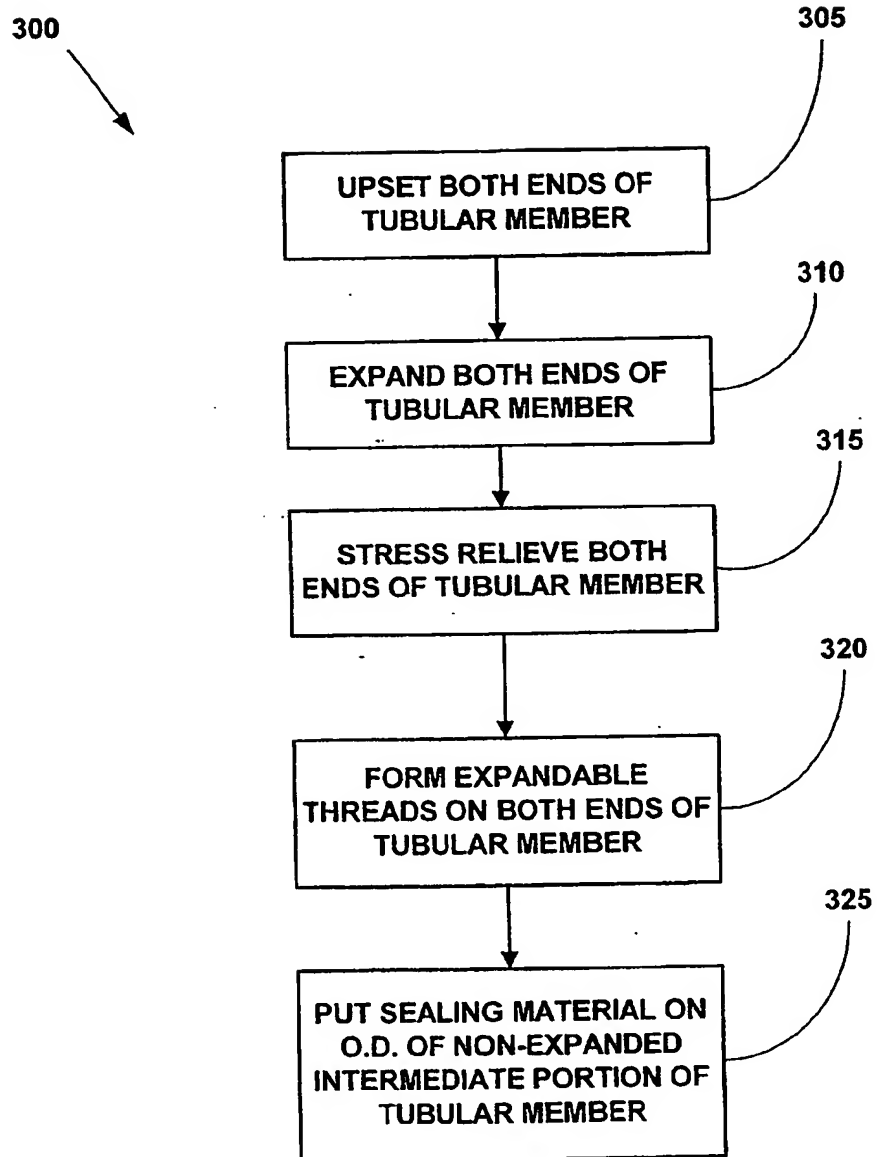 300
305
UPSET BOTH ENDS OF
TUBULAR MEMBER
310
EXPAND BOTH ENDS OF
TUBULAR MEMBER
315
STRESS RELIEVE BOTH
ENDS OF TUBULAR MEMBER
320
FORM EXPANDABLE
THREADS ON BOTH ENDS OF
TUBULAR MEMBER
325
PUT SEALING MATERIAL ON
O.D. OF NON-EXPANDED
INTERMEDIATE PORTION OF
TUBULAR MEMBER